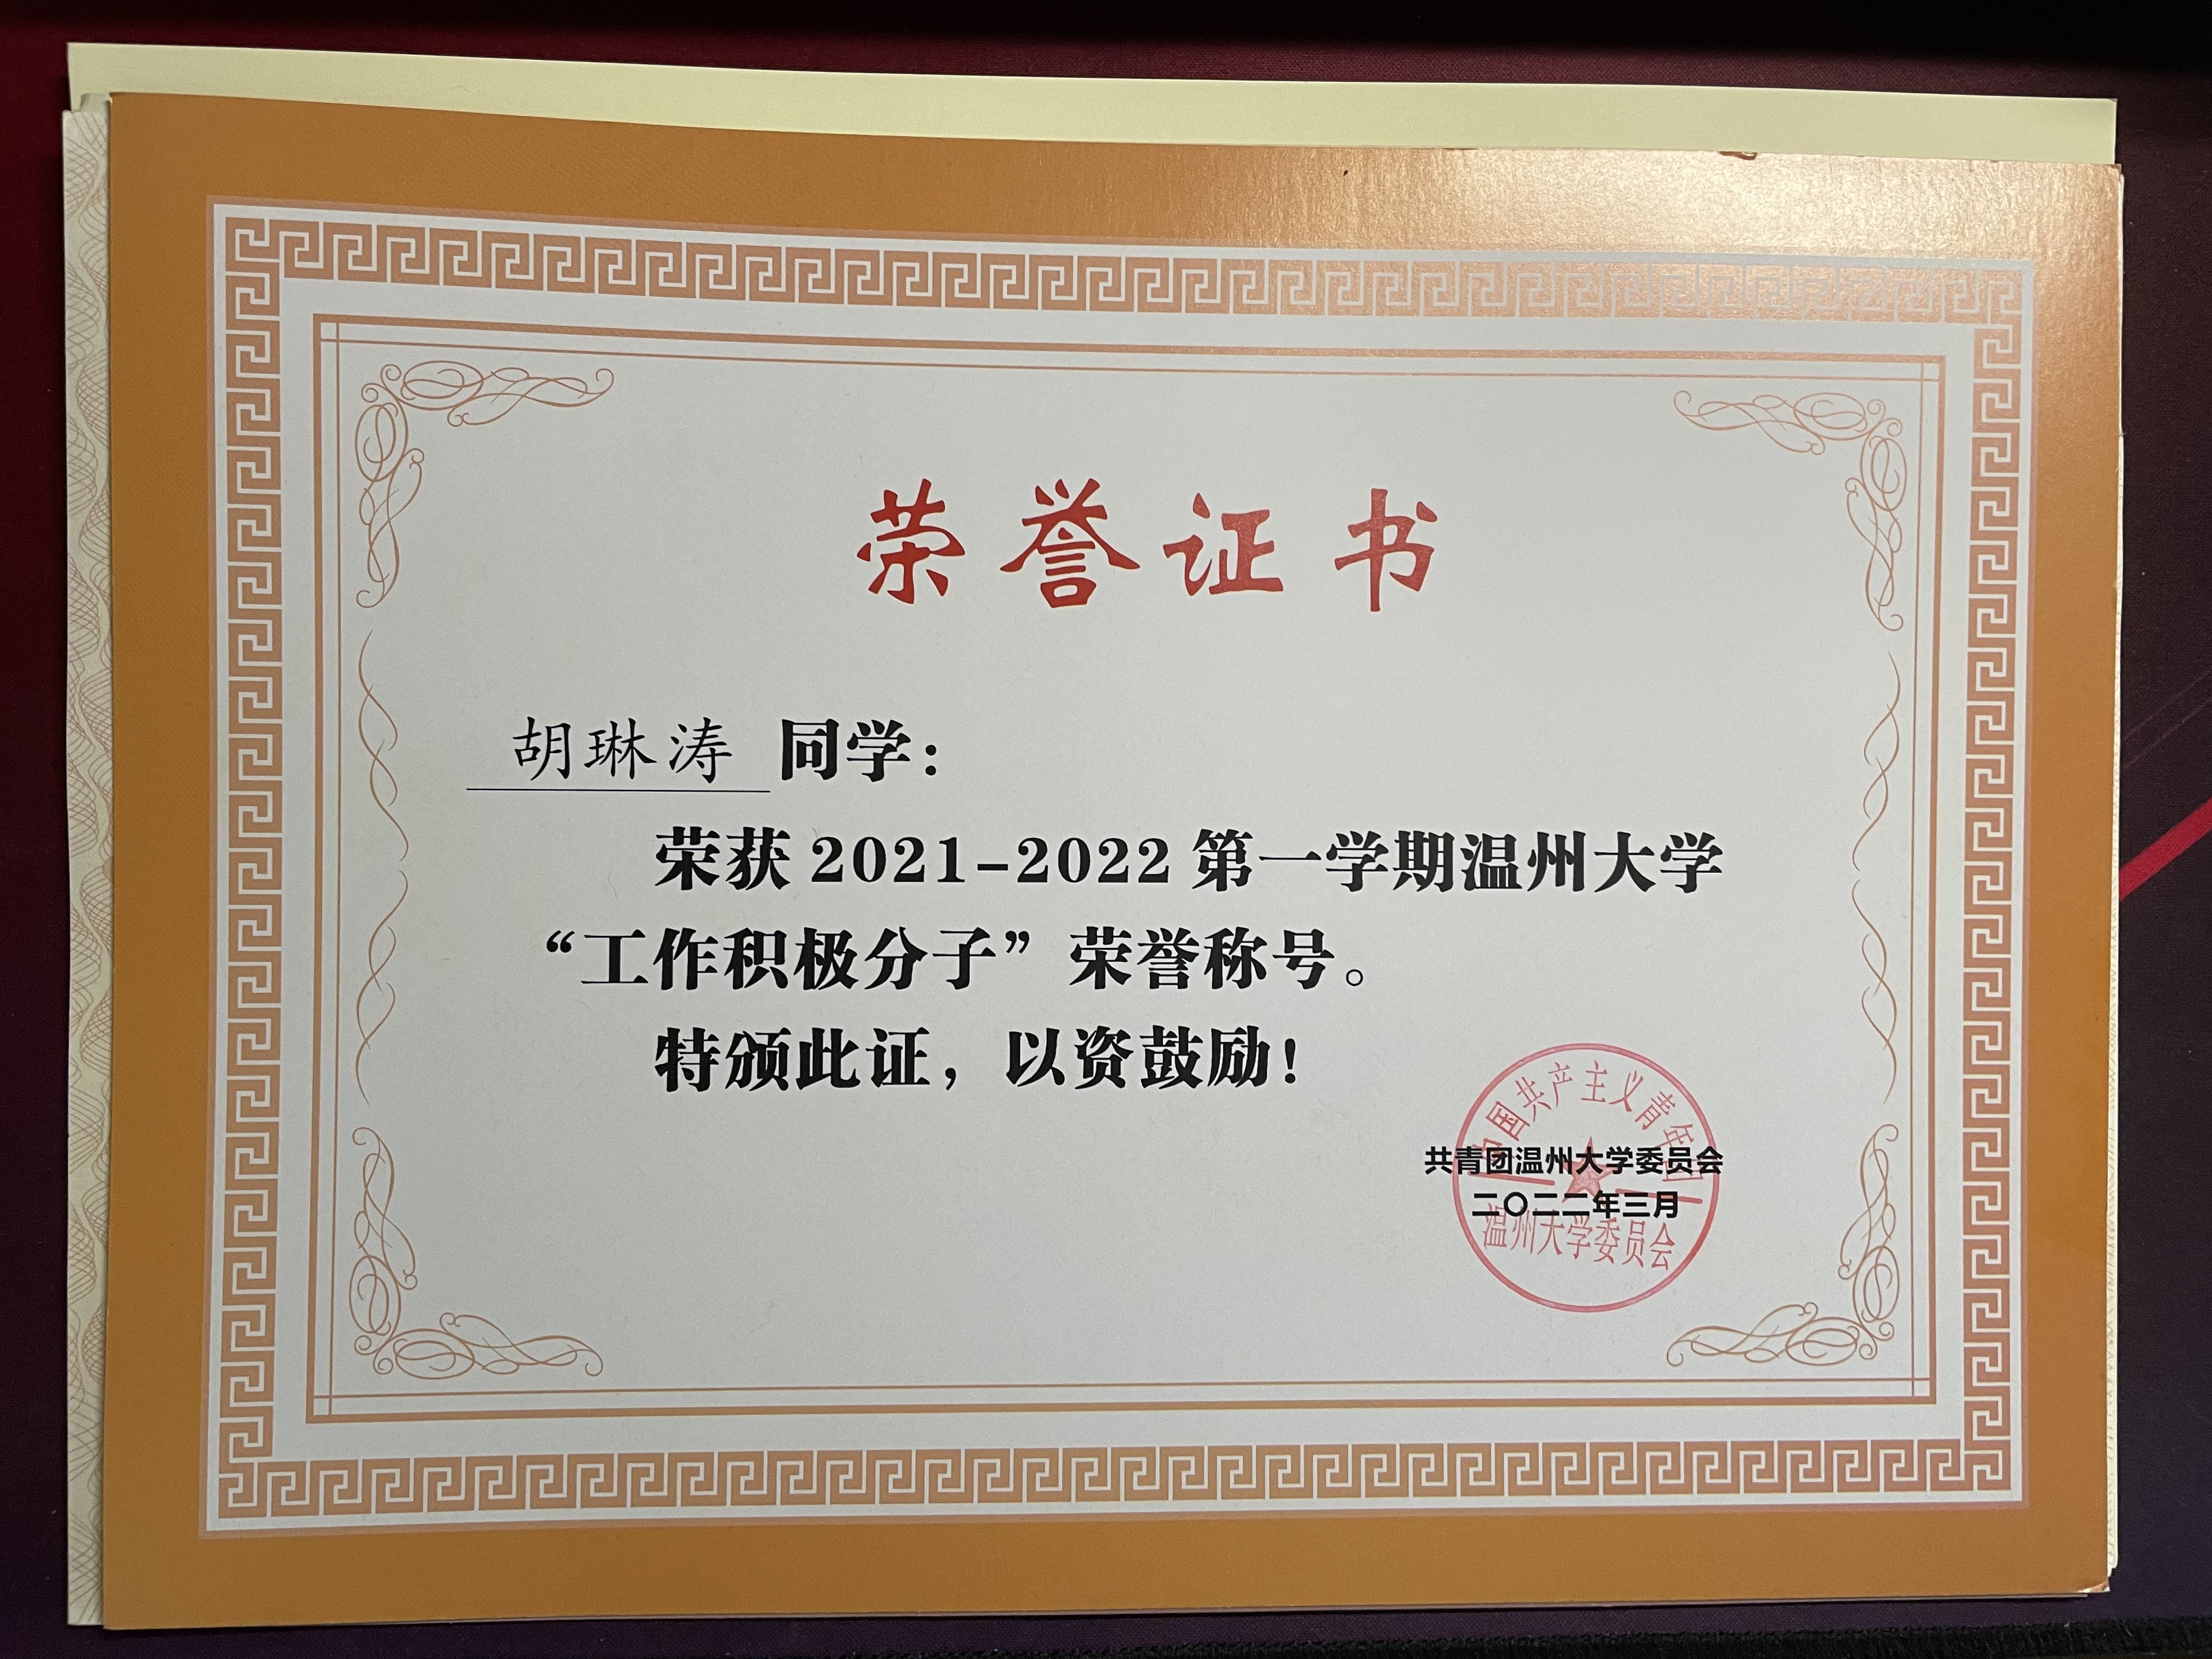 荣誉证书
胡琳涛 同学：
荣获 2021-2022 第一学期温州大学
“工作积极分子”荣誉称号。
特颁此证，以资鼓励！
中国共产主义青年团
共青团温州大学委员会
二〇二二年三月
温州大学委员会